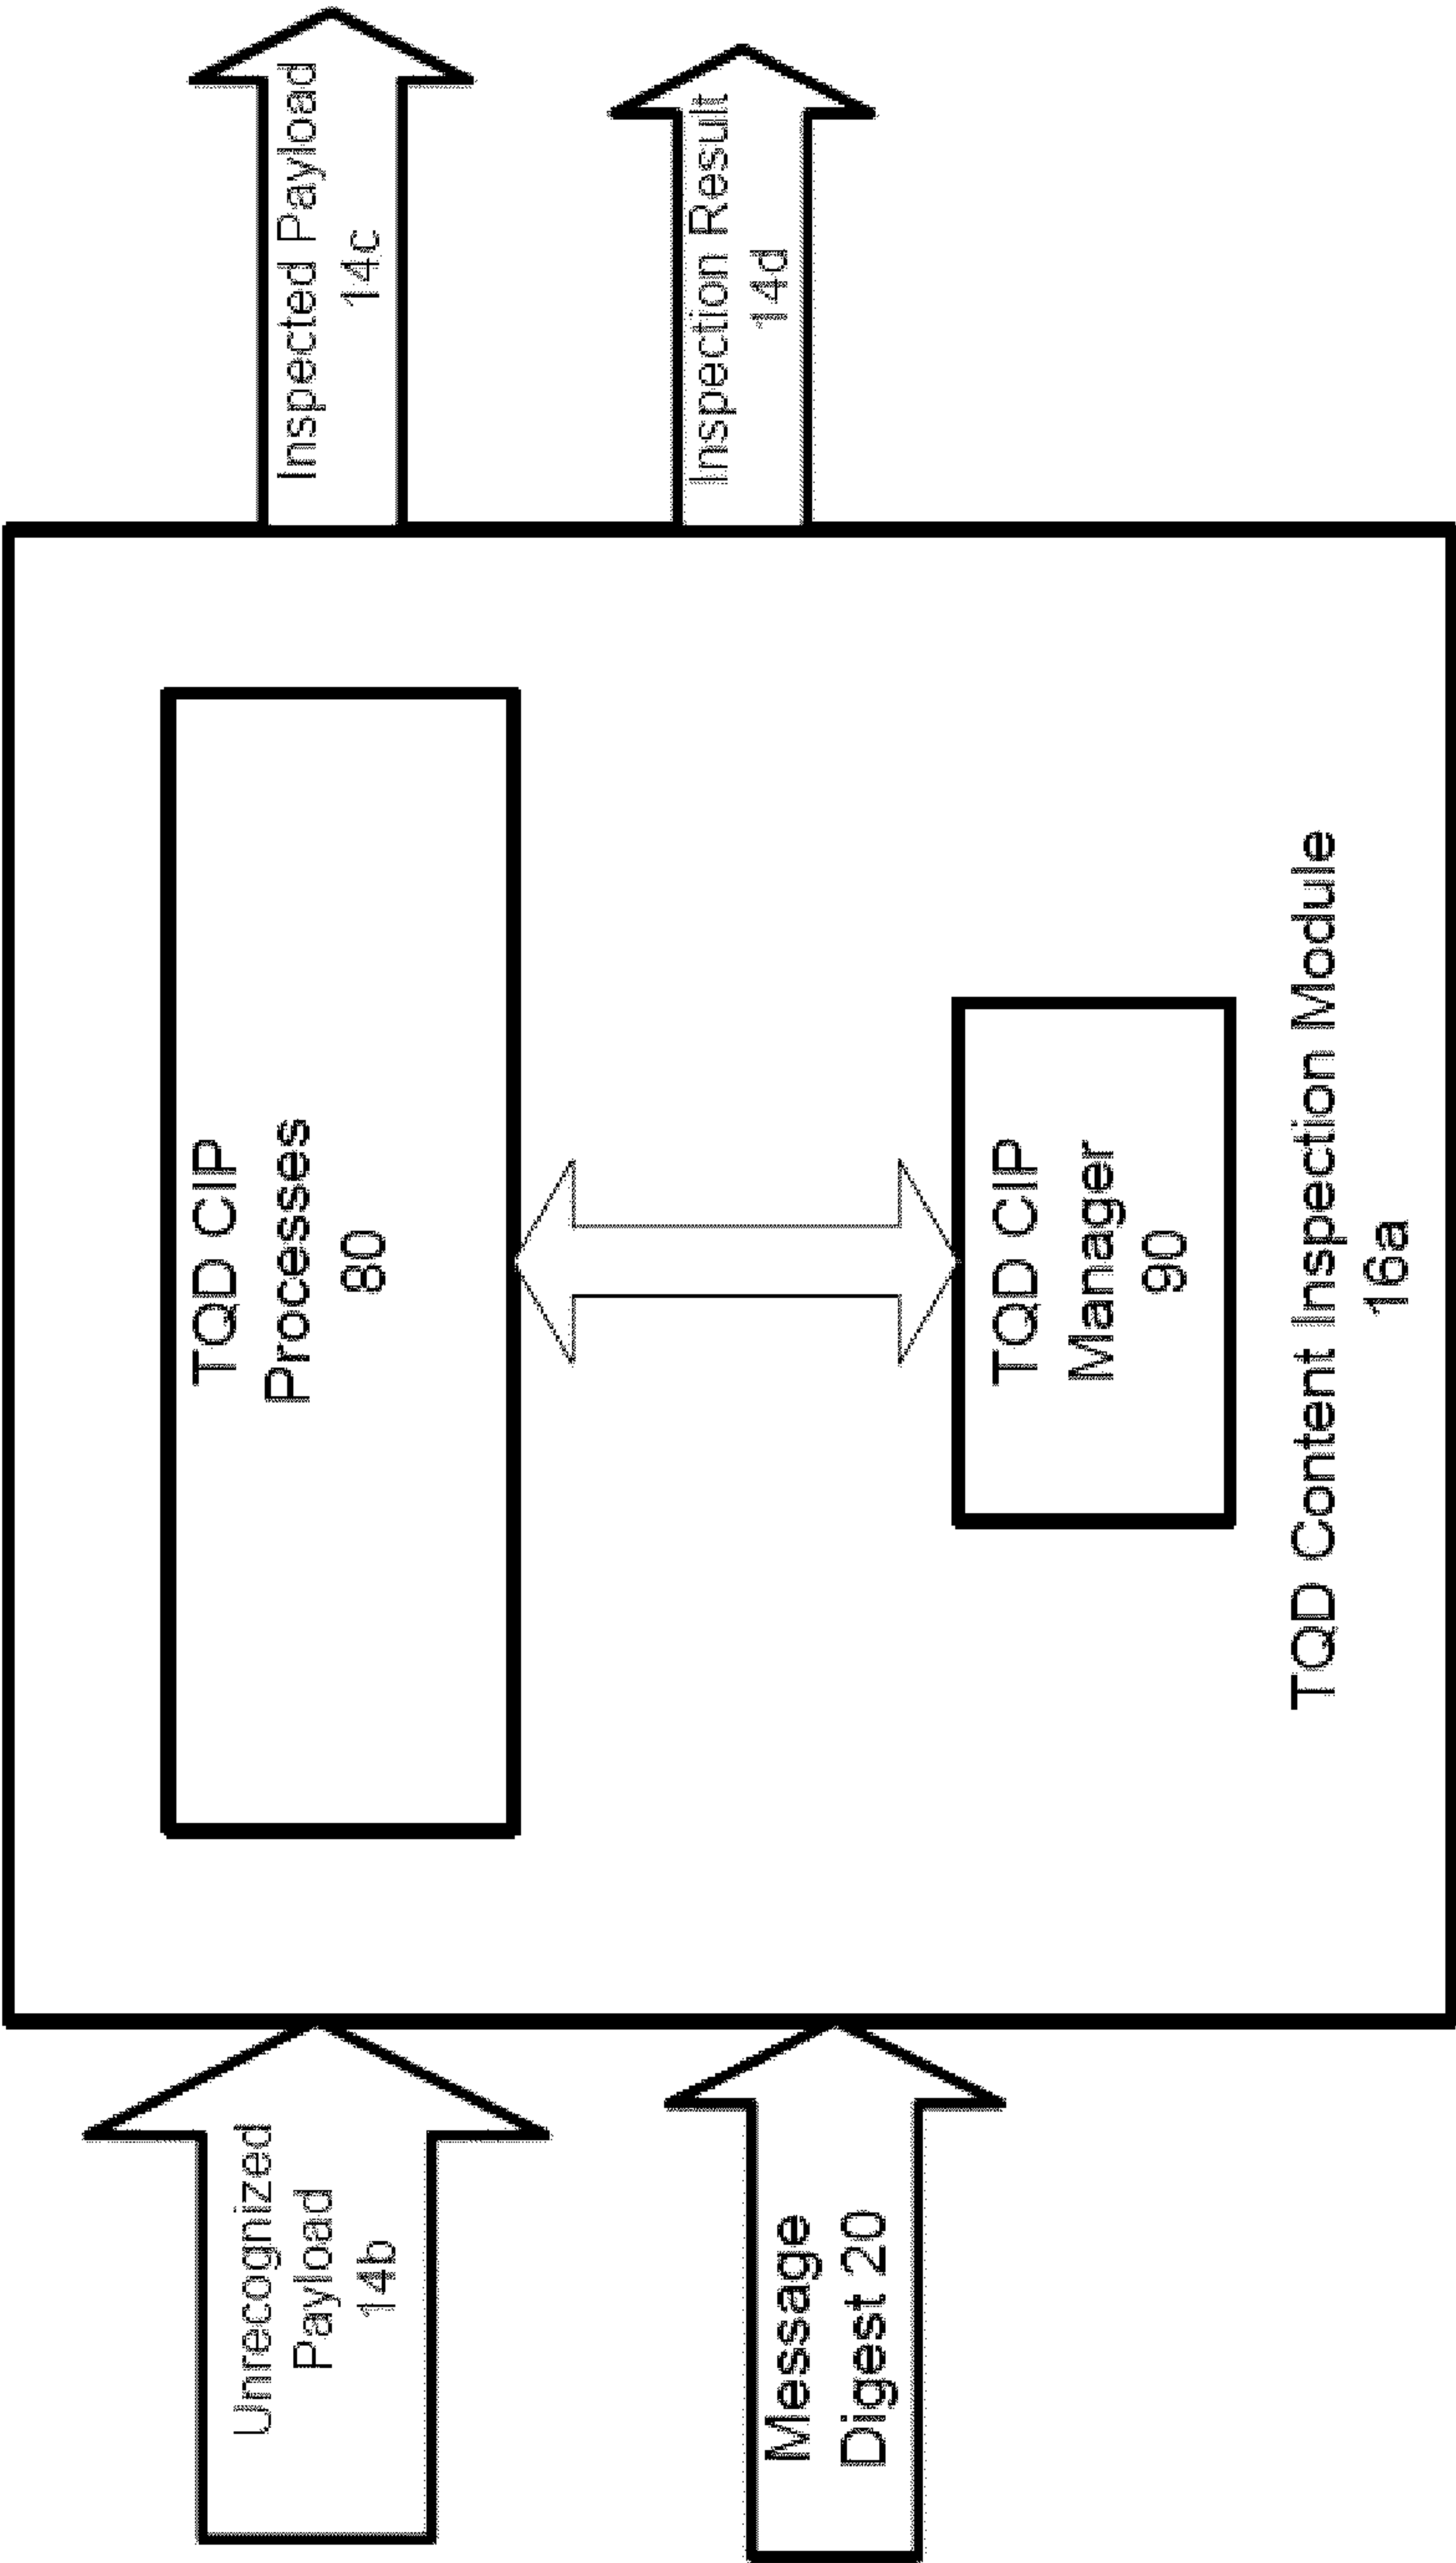 Unrecognized
Payload
14b
Message
Digest 20
TQD CIP
Processes
80
TQD CIP
Manager
90
TQD Content Inspection Module
16a
Inspected Payload
14c
Inspection Result
14d